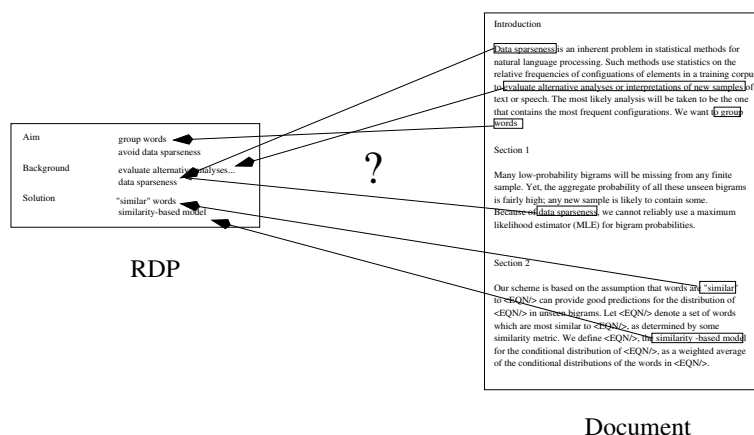 Aim
group words
avoid data sparseness
Background
evaluate alternative analyses...
data sparseness
Solution
"similar" words
similarity-based model
RDP
?
Introduction
Data sparseness is an inherent problem in statistical methods for
natural language processing. Such methods use statistics on the
relative frequencies of configuations of elements in a training corpu
to evaluate alternative analyses or interpretations of new samples of
text or speech. The most likely analysis will be taken to be the one
that contains the most frequent configurations. We want to group
words
Section 1
Many low-probability bigrams will be missing from any finite
sample. Yet, the aggregate probability of all these unseen bigrams
is fairly high; any new sample is likely to contain some.
Because of data sparseness, we cannot reliably use a maximum
likelihood estimator (MLE) for bigram probabilities.
Section 2
Our scheme is based on the assumption that words are "similar"
to <EQN/> can provide good predictions for the distribution of
<EQN/> in unseen bigrams. Let <EQN/> denote a set of words
which are most similar to <EQN/>, as determined by some
similarity metric. We define <EQN/>, the similarity -based model
for the conditional distribution of <EQN/>, as a weighted average
of the conditional distributions of the words in <EQN/>.
Document